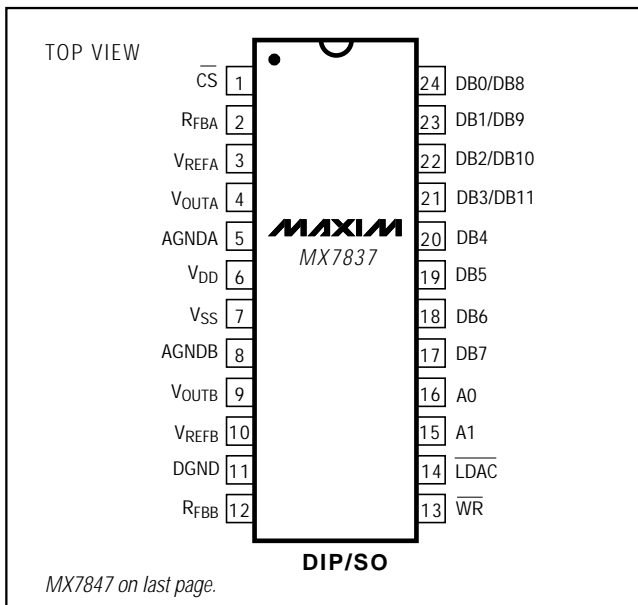 TOP VIEW
CS 1 24 DB0/DB8
RFBA 2 23 DB1/DB9
VREFA 3 22 DB2/DB10
VOUTA 4 21 DB3/DB11
MAXIM
AGNDA 5 20 DB4
MX7837
VDD 6 19 DB5
VSS 7 18 DB6
AGNDB 8 17 DB7
VOUTB 9 16 A0
VREFB 10 15 A1
DGND 11 14 LDAC
RFBB 12 13 WR
DIP/SO
MX7847 on last page.